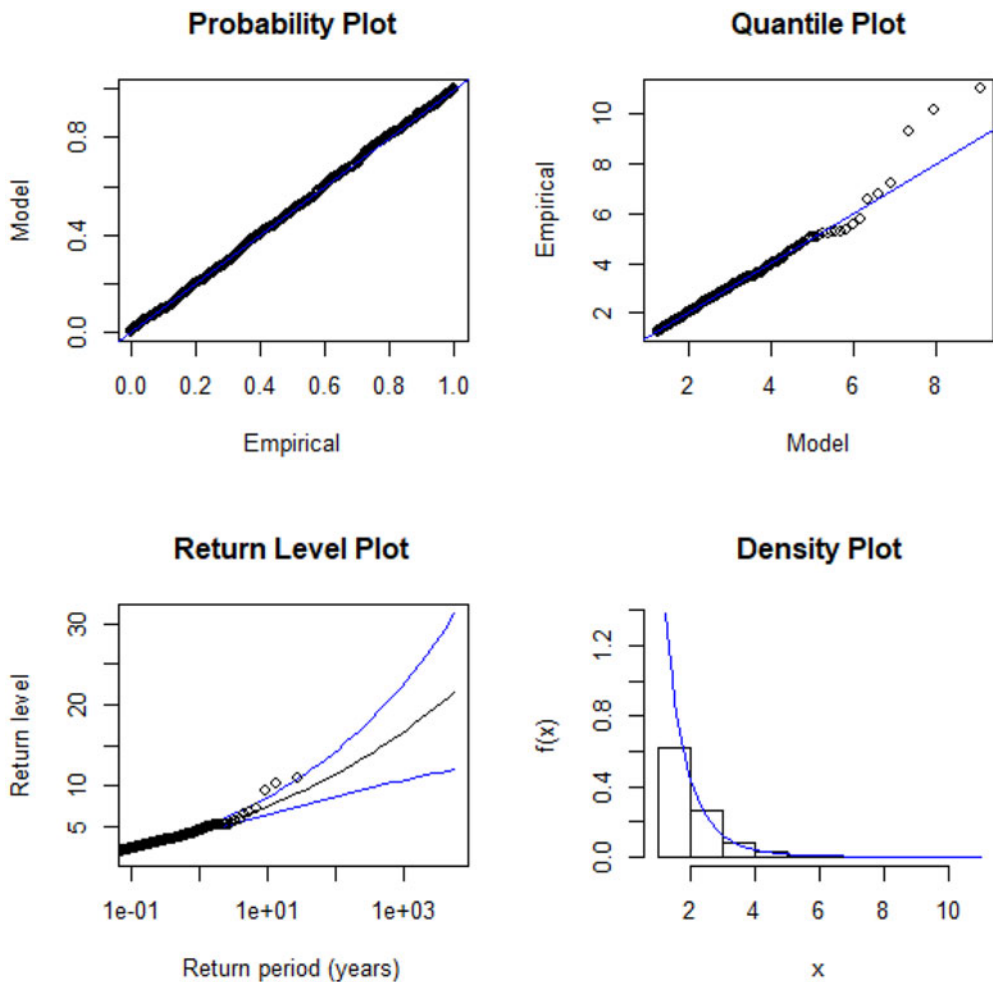 Probability Plot
Model
0.0 0.4 0.8
0.0 0.2 0.4 0.6 0.8 1.0
Empirical
Quantile Plot
Empirical
2 4 6 8 10
2 4 6 8
Model
Return Level Plot
Return level
5 10 20 30
1e-01 1e+01 1e+03
Return period (years)
Density Plot
f(x)
0.0 0.4 0.8 1.2
2 4 6 8 10
x